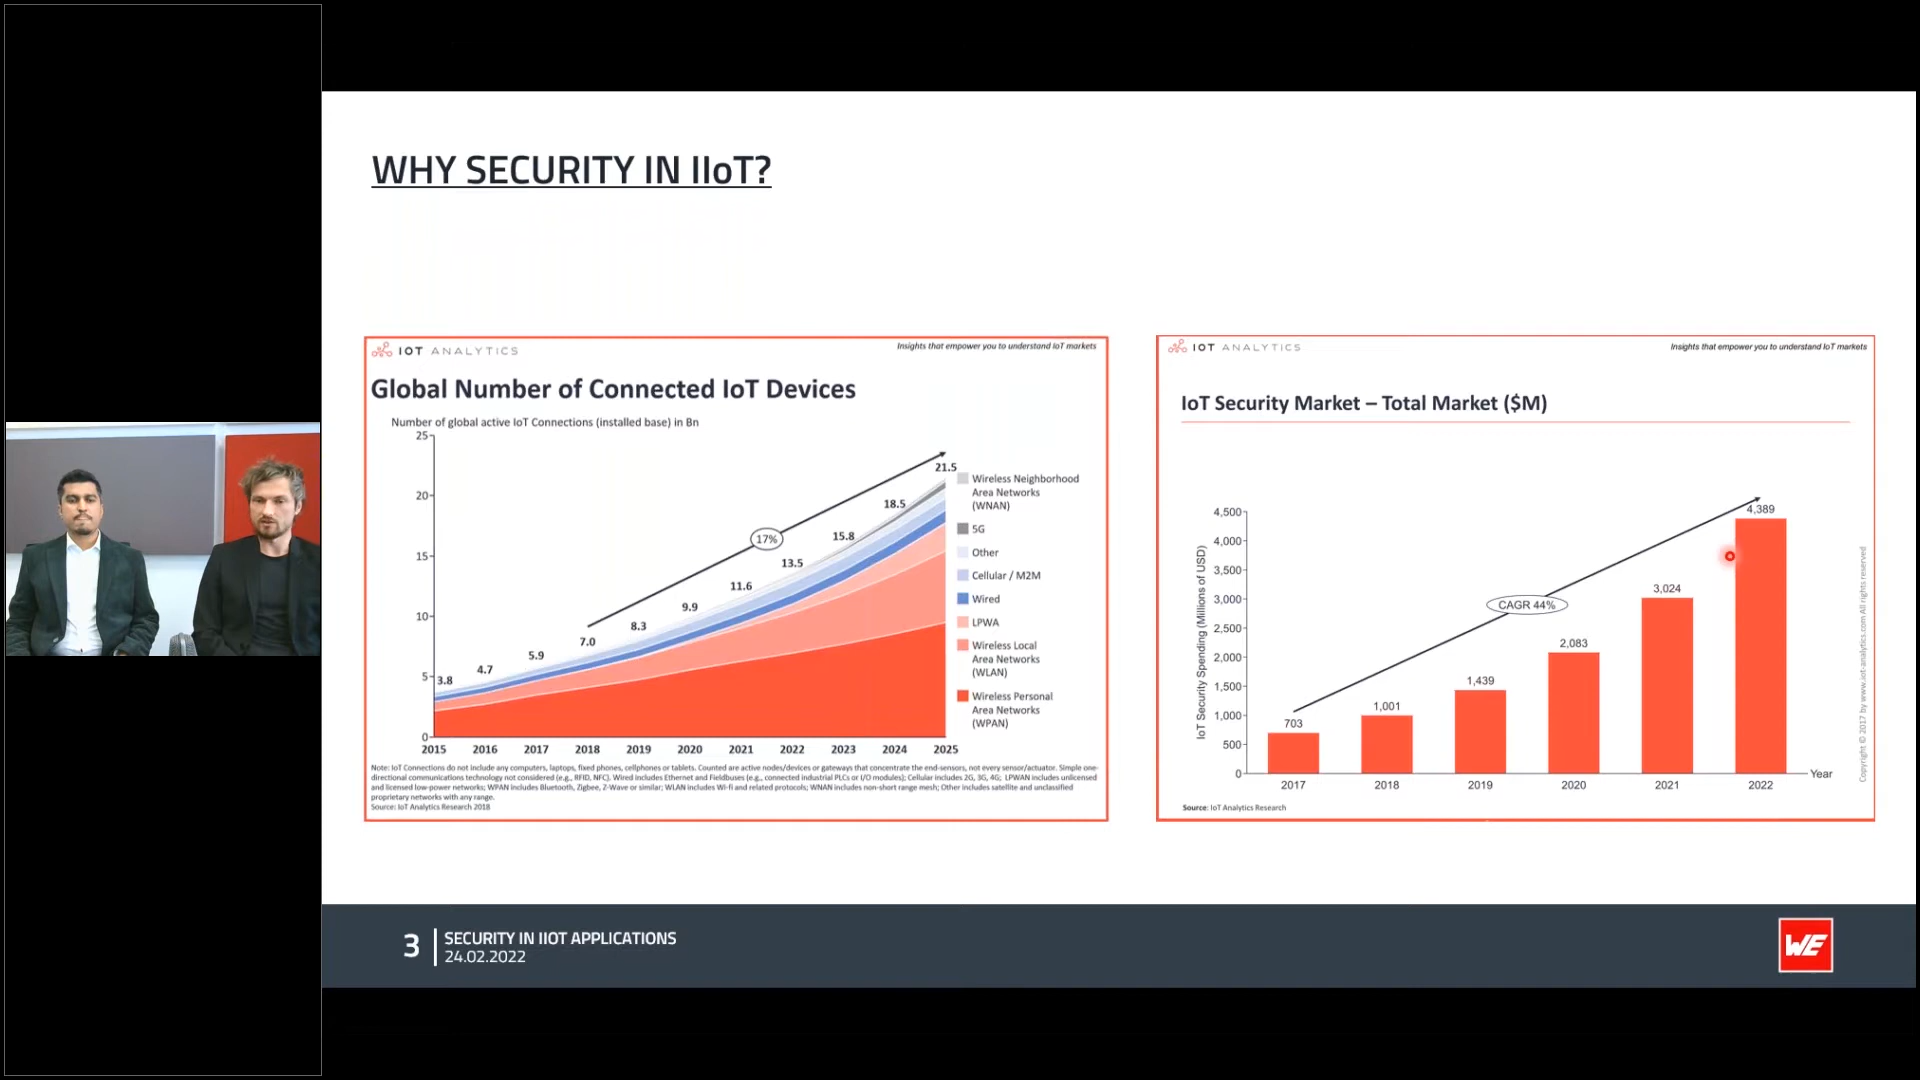 WHY SECURITY IN IIoT?
IOT ANALYTICS
Insights that empower you to understand IoT markets
Global Number of Connected IoT Devices
Number of global active IoT Connections (installed base) in Bn
25
20
15
10
5
0
3.8
4.7
5.9
7.0
8.3
9.9
11.6
13.5
15.8
18.5
21.5
17%
2015 2016 2017 2018 2019 2020 2021 2022 2023 2024 2025
Wireless Neighborhood
Area Networks
(WNAN)
5G
Other
Cellular / M2M
Wired
LPWA
Wireless Local
Area Networks
(WLAN)
Wireless Personal
Area Networks
(WPAN)
Note: IoT Connections do not include any computers, laptops, fixed phones, cellphones or tablets. Counted are active nodes/devices or gateways that concentrate the end-sensors, not every sensor/actuator. Simple one-
directional communications technology not considered (e.g., RFID, NFC). Wired includes Ethernet and Fieldbuses (e.g., connected industrial PLCs or I/O modules); Cellular includes 2G, 3G, 4G; LPWAN includes unlicensed
and licensed low-power networks; WPAN includes Bluetooth, Zigbee, Z-Wave or similar; WLAN includes Wi-fi and related protocols; WNAN includes non-short range mesh; Other includes satellite and unclassified
proprietary networks with any range.
Source: IoT Analytics Research 2018
IOT ANALYTICS
Insights that empower you to understand IoT markets
IoT Security Market – Total Market ($M)
IoT Security Spending (Millions of USD)
4,500
4,000
3,500
3,000
2,500
2,000
1,500
1,000
500
0
703
1,001
1,439
2,083
3,024
4,389
CAGR 44%
2017 2018 2019 2020 2021 2022
Year
Source: IoT Analytics Research
Copyright © 2017 by www.iot-analytics.com All rights reserved
3
SECURITY IN IIOT APPLICATIONS
24.02.2022
WE